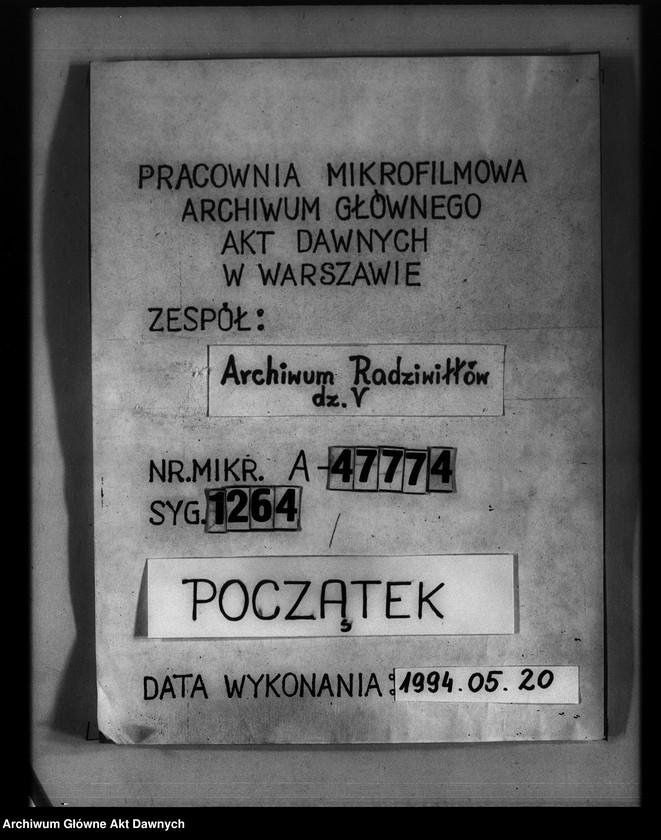 PRACOWNIA MIKROFILMOWA
ARCHIWUM GŁÓWNEGO
AKT DAWNYCH
W WARSZAWIE
ZESPÓŁ:
Archiwum Radziwiłłów
dz. V
NR.MIKR. A-47774
SYG. 1264
POCZĄTEK
DATA WYKONANIA: 1994.05.20
Archiwum Główne Akt Dawnych